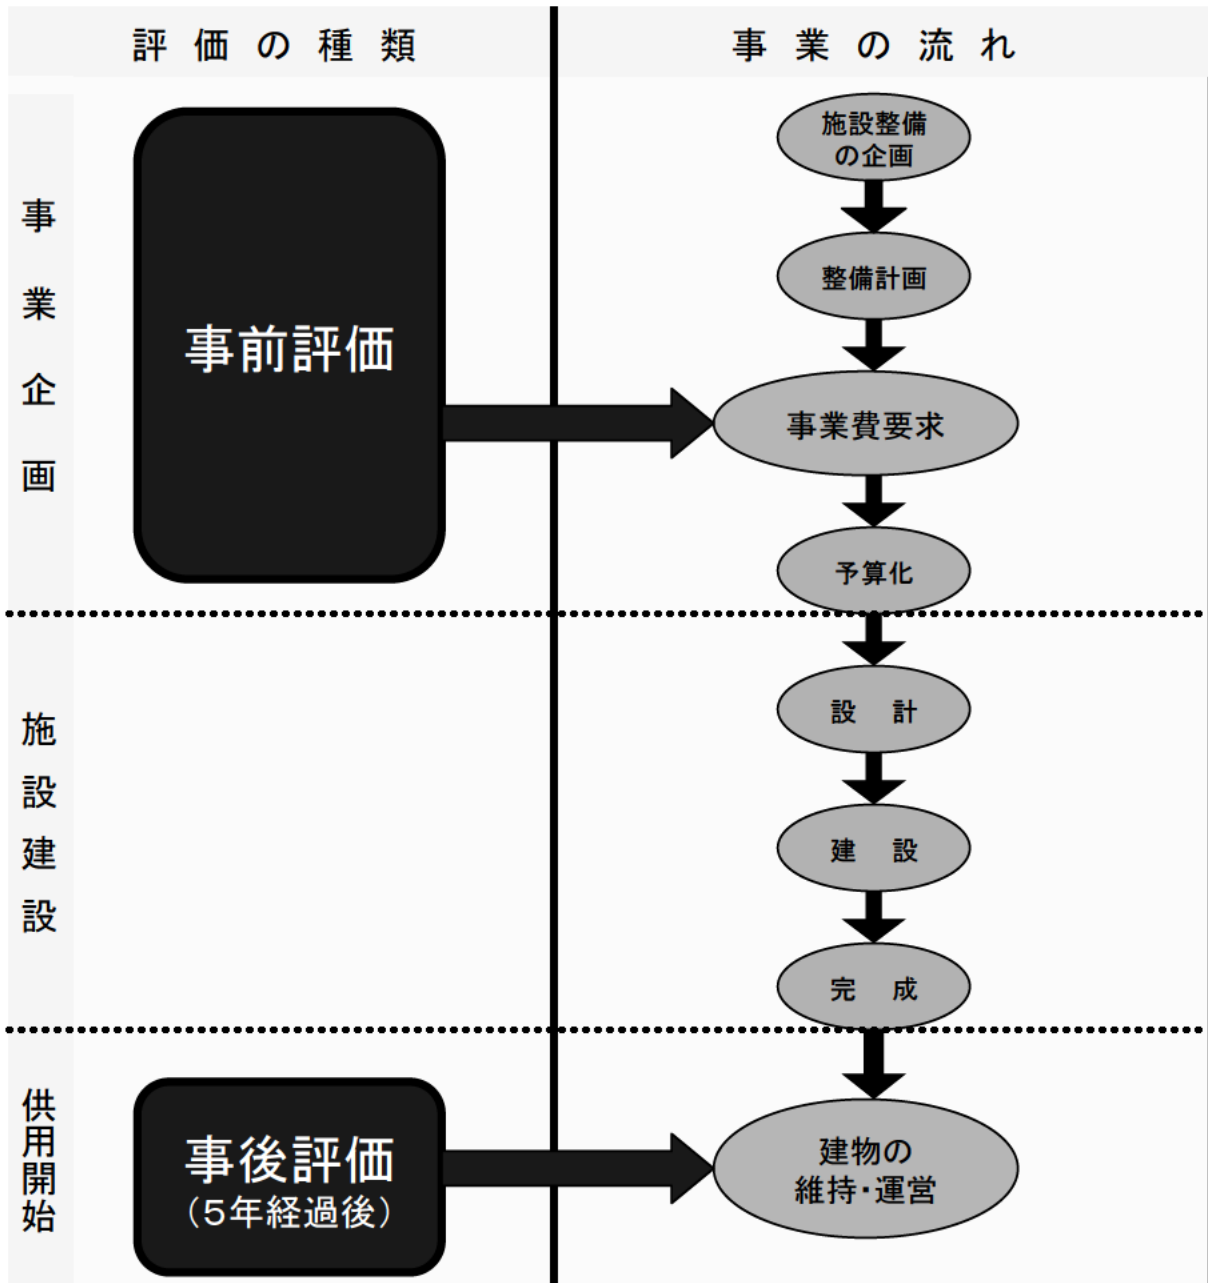 評価の種類
事業の流れ
事業企画
事前評価
施設整備
の企画
整備計画
事業費要求
予算化
施設建設
設　計
建　設
完　成
供用開始
事後評価
（５年経過後）
建物の
維持・運営